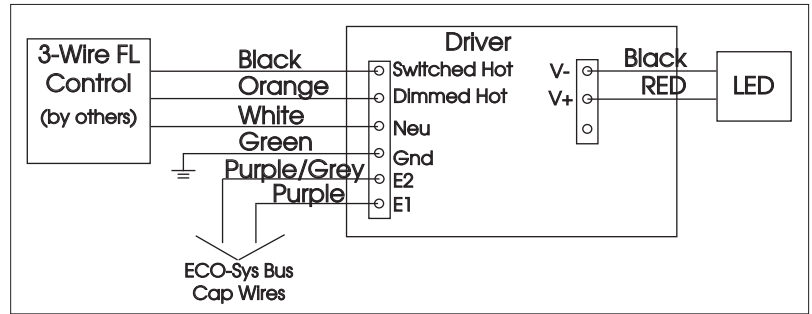 3-Wire FL
Control
(by others)
Black
Orange
White
Green
Purple/Grey
Purple
ECO-Sys Bus
Cap Wires
Driver
Switched Hot
Dimmed Hot
Neu
Gnd
E2
E1
V-
V+
Black
RED
LED